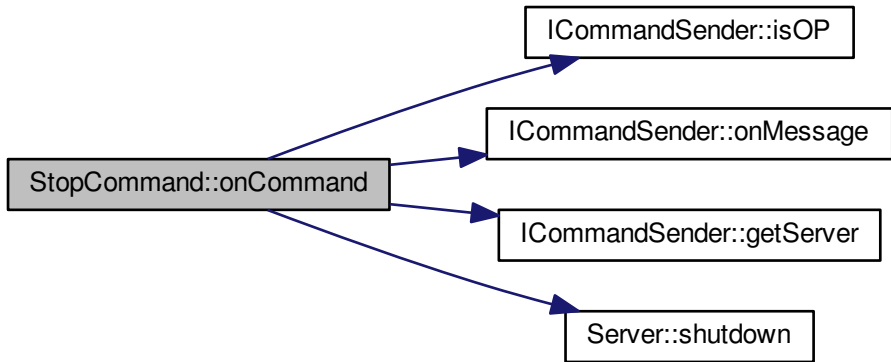 ICommandSender::isOP
ICommandSender::onMessage
StopCommand::onCommand
ICommandSender::getServer
Server::shutdown